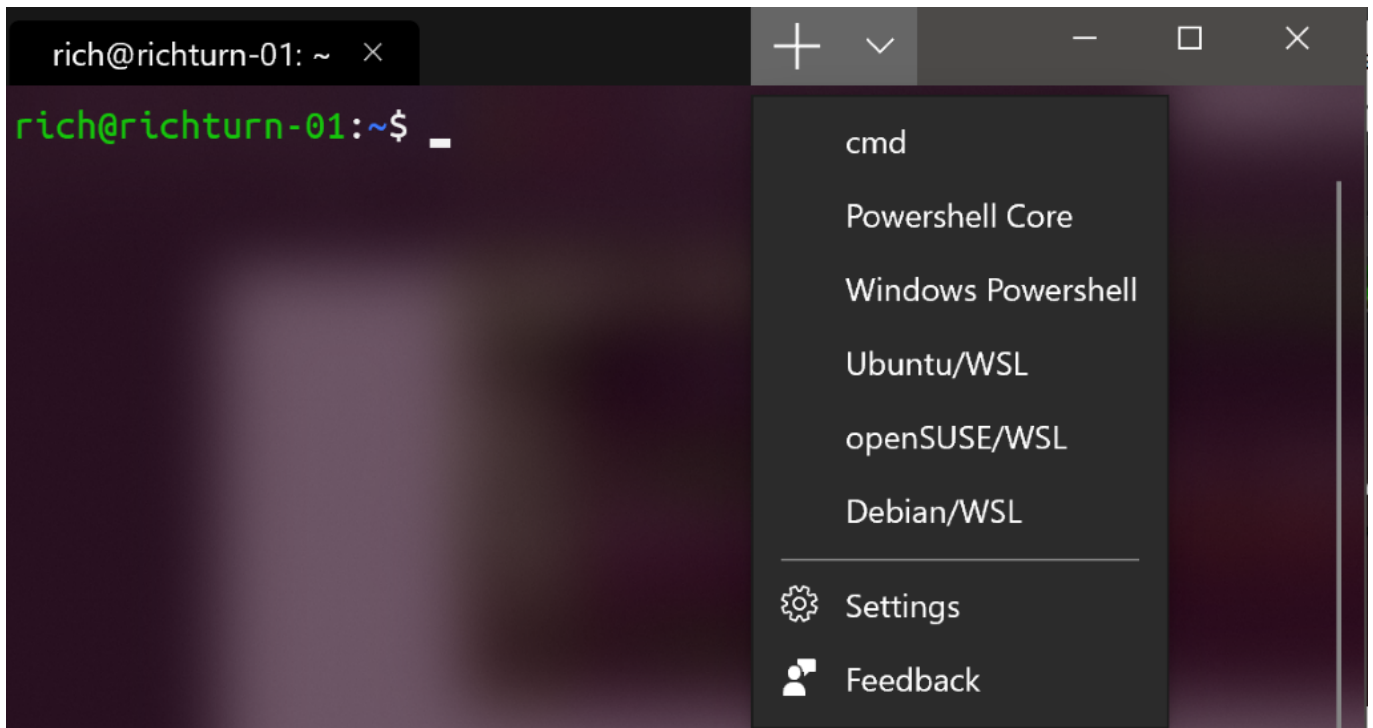 rich@richturn-01: ~
rich@richturn-01:~$
cmd
Powershell Core
Windows Powershell
Ubuntu/WSL
openSUSE/WSL
Debian/WSL
Settings
Feedback